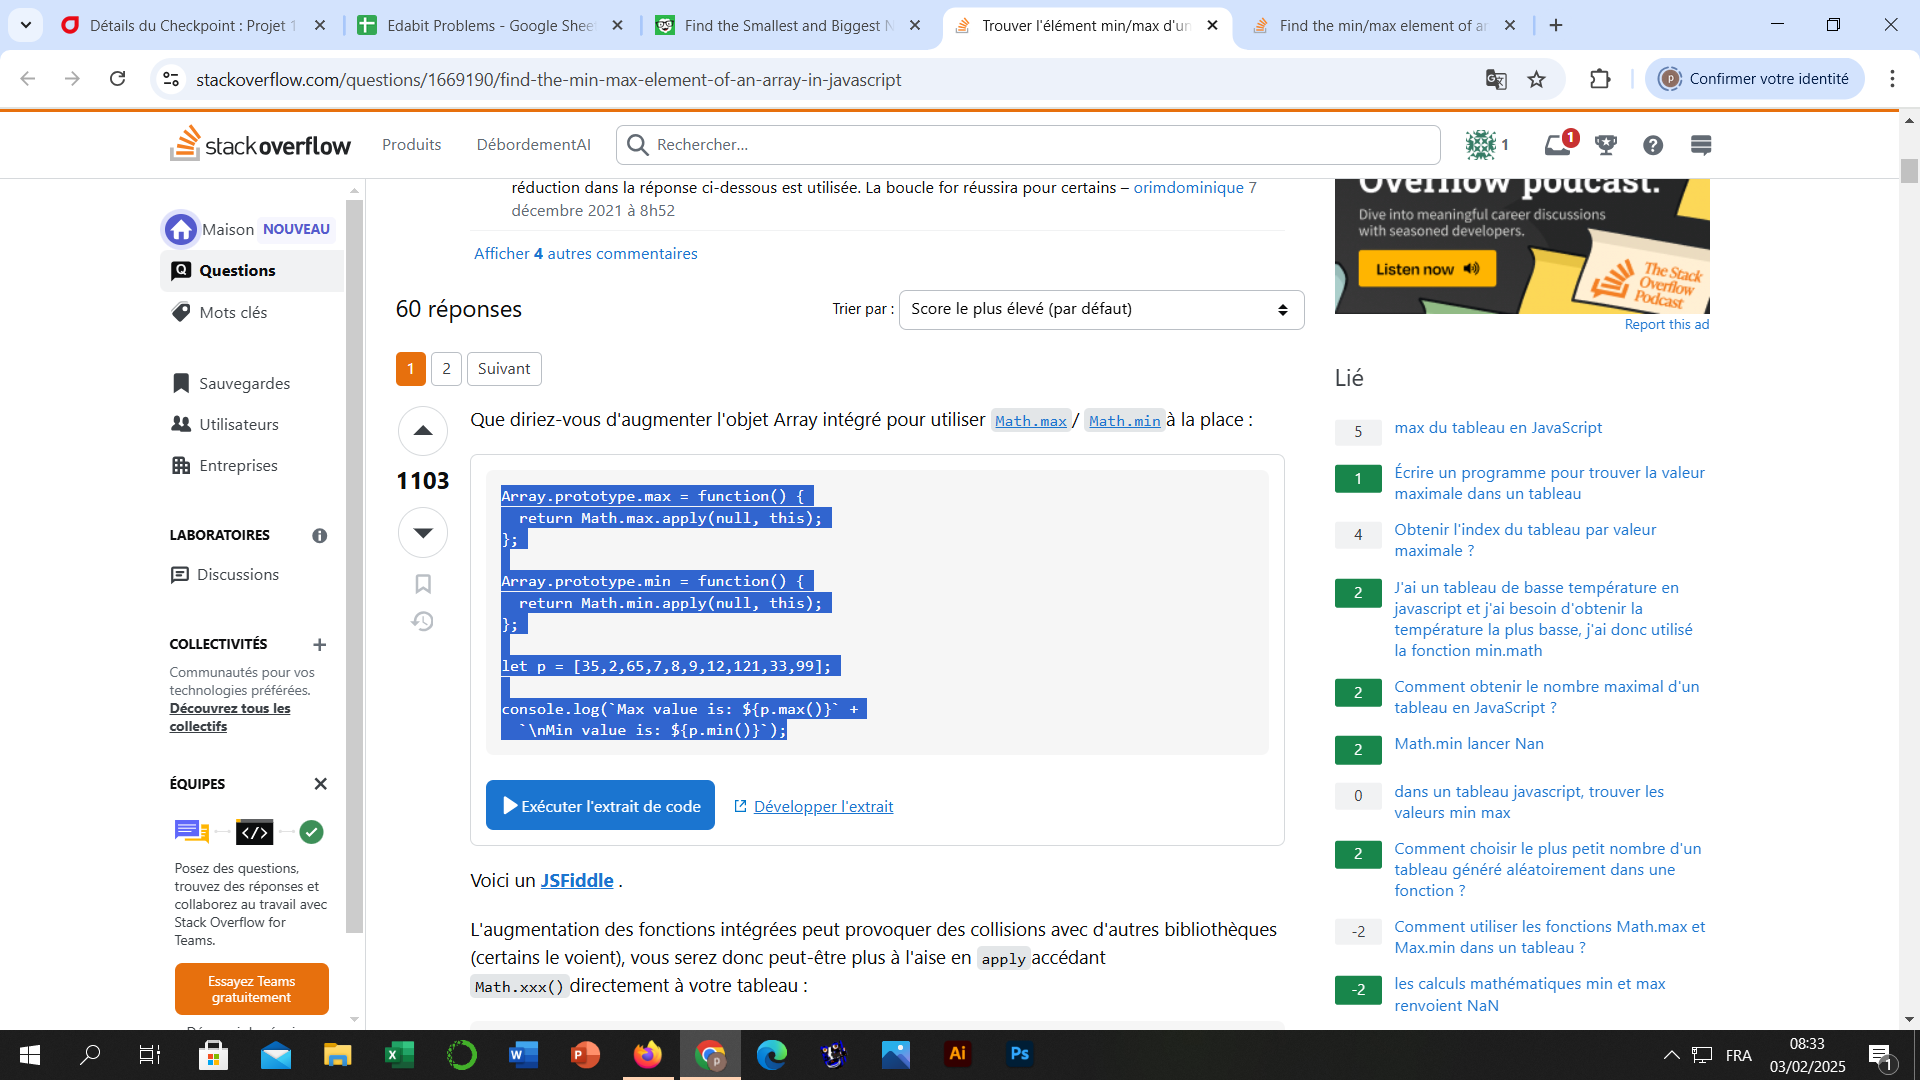 Détails du Checkpoint : Projet 1
Edabit Problems - Google Shee
Find the Smallest and Biggest N
Trouver l'élément min/max d'un
Find the min/max element of an
stackoverflow.com/questions/1669190/find-the-min-max-element-of-an-array-in-javascript
p
Confirmer votre identité
stackoverflow
Produits
DébordementAI
Rechercher...
1
1
Maison NOUVEAU
Questions
Mots clés
Sauvegardes
Utilisateurs
Entreprises
LABORATOIRES
Discussions
COLLECTIVITÉS
Communautés pour vos
technologies préférées.
Découvrez tous les
collectifs
ÉQUIPES
</>
Posez des questions,
trouvez des réponses et
collaborez au travail avec
Stack Overflow for
Teams.
Essayez Teams
gratuitement
réduction dans la réponse ci-dessous est utilisée. La boucle for réussira pour certains – orimdominique 7
décembre 2021 à 8h52
Afficher 4 autres commentaires
60 réponses
Trier par :
Score le plus élevé (par défaut)
1
2
Suivant
1103
Que diriez-vous d'augmenter l'objet Array intégré pour utiliser Math.max/ Math.min à la place :
Array.prototype.max = function() {
  return Math.max.apply(null, this);
};
Array.prototype.min = function() {
  return Math.min.apply(null, this);
};
let p = [35,2,65,7,8,9,12,121,33,99];
console.log(`Max value is: ${p.max()}` +
  `\nMin value is: ${p.min()}`);
Exécuter l'extrait de code
Développer l'extrait
Voici un JSFiddle .
L'augmentation des fonctions intégrées peut provoquer des collisions avec d'autres bibliothèques
(certains le voient), vous serez donc peut-être plus à l'aise en apply accédant
Math.xxx() directement à votre tableau :
Overflow podcast.
Dive into meaningful career discussions
with seasoned developers.
Listen now
The Stack
Overflow
Podcast
Report this ad
Lié
5
max du tableau en JavaScript
1
Écrire un programme pour trouver la valeur
maximale dans un tableau
4
Obtenir l'index du tableau par valeur
maximale ?
2
J'ai un tableau de basse température en
javascript et j'ai besoin d'obtenir la
température la plus basse, j'ai donc utilisé
la fonction min.math
2
Comment obtenir le nombre maximal d'un
tableau en JavaScript ?
2
Math.min lancer Nan
0
dans un tableau javascript, trouver les
valeurs min max
2
Comment choisir le plus petit nombre d'un
tableau généré aléatoirement dans une
fonction ?
-2
Comment utiliser les fonctions Math.max et
Max.min dans un tableau ?
-2
les calculs mathématiques min et max
renvoient NaN
Ai
Ps
FRA
08:33
03/02/2025
1